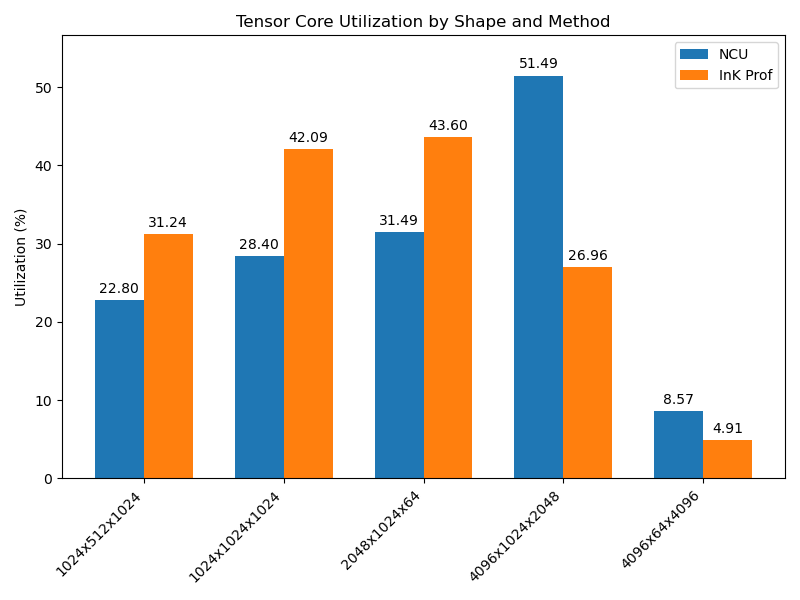 Tensor Core Utilization by Shape and Method
NCU
InK Prof
Utilization (%)
50
40
30
20
10
0
22.80
31.24
28.40
42.09
31.49
43.60
51.49
26.96
8.57
4.91
1024x512x1024
1024x1024x1024
2048x1024x64
4096x1024x2048
4096x64x4096